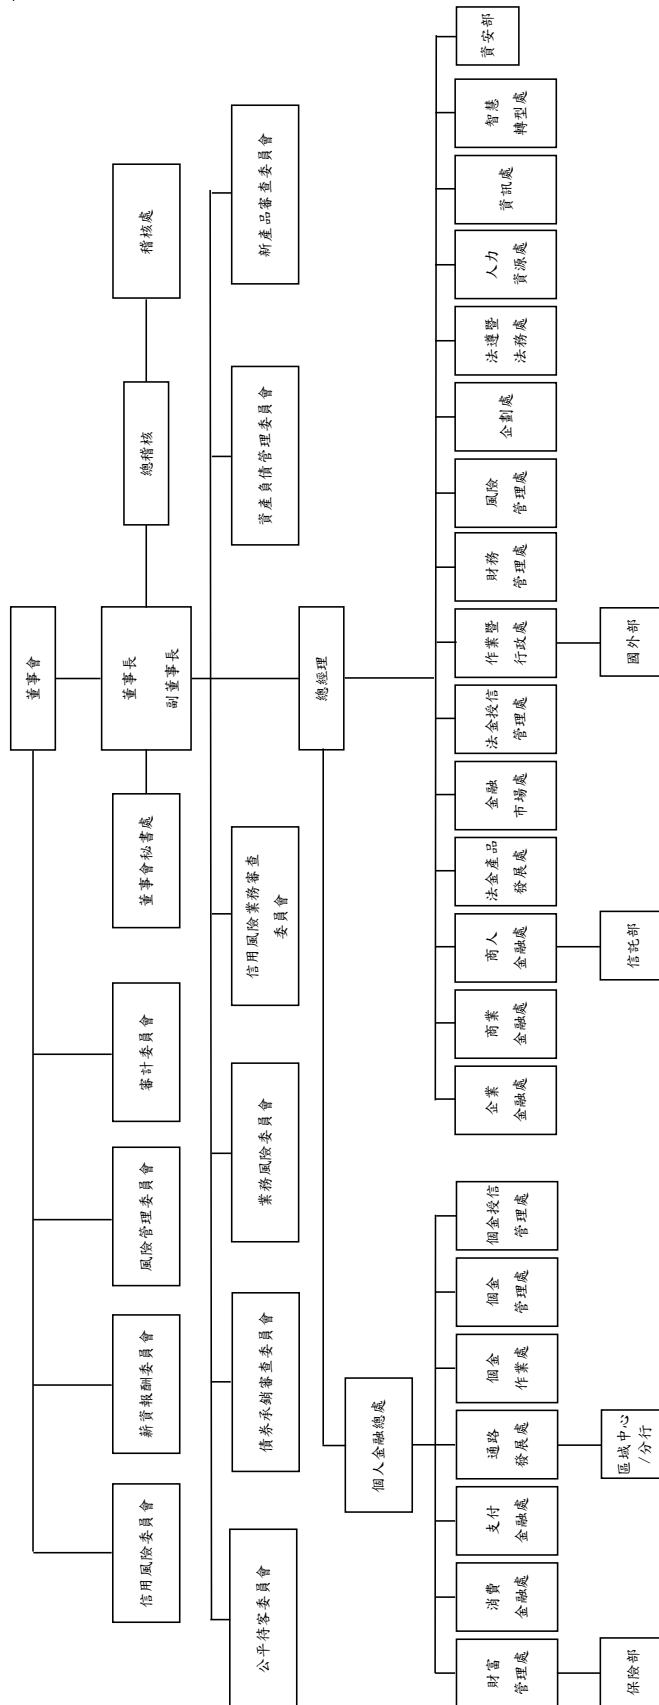 董事會
董事長
副董事長
總稽核
稽核處
董事會秘書處
審計委員會
風險管理委員會
薪資報酬委員會
信用風險委員會
新產品審查委員會
資產負債管理委員會
信用風險業務審查
委員會
業務風險委員會
債券承銷審查委員會
公平待客委員會
總經理
個人金融總處
資安部
智慧
轉型處
資訊處
人力
資源處
法遵暨
法務處
企劃處
風險
管理處
財務
管理處
作業暨
行政處
國外部
法金授信
管理處
金融
市場處
法金產品
發展處
商人
金融處
信託部
商業
金融處
企業
金融處
個金授信
管理處
個金
管理處
個金
作業處
通路
發展處
區域中心
/分行
支付
金融處
消費
金融處
財富
管理處
保險部